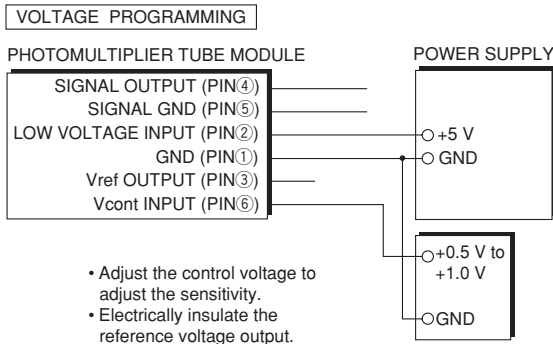 VOLTAGE PROGRAMMING
PHOTOMULTIPLIER TUBE MODULE
POWER SUPPLY
SIGNAL OUTPUT (PIN④)
SIGNAL GND (PIN⑤)
LOW VOLTAGE INPUT (PIN②)
+5 V
GND (PIN①)
GND
Vref OUTPUT (PIN③)
Vcont INPUT (PIN⑥)
+0.5 V to
+1.0 V
GND
• Adjust the control voltage to
adjust the sensitivity.
• Electrically insulate the
reference voltage output.